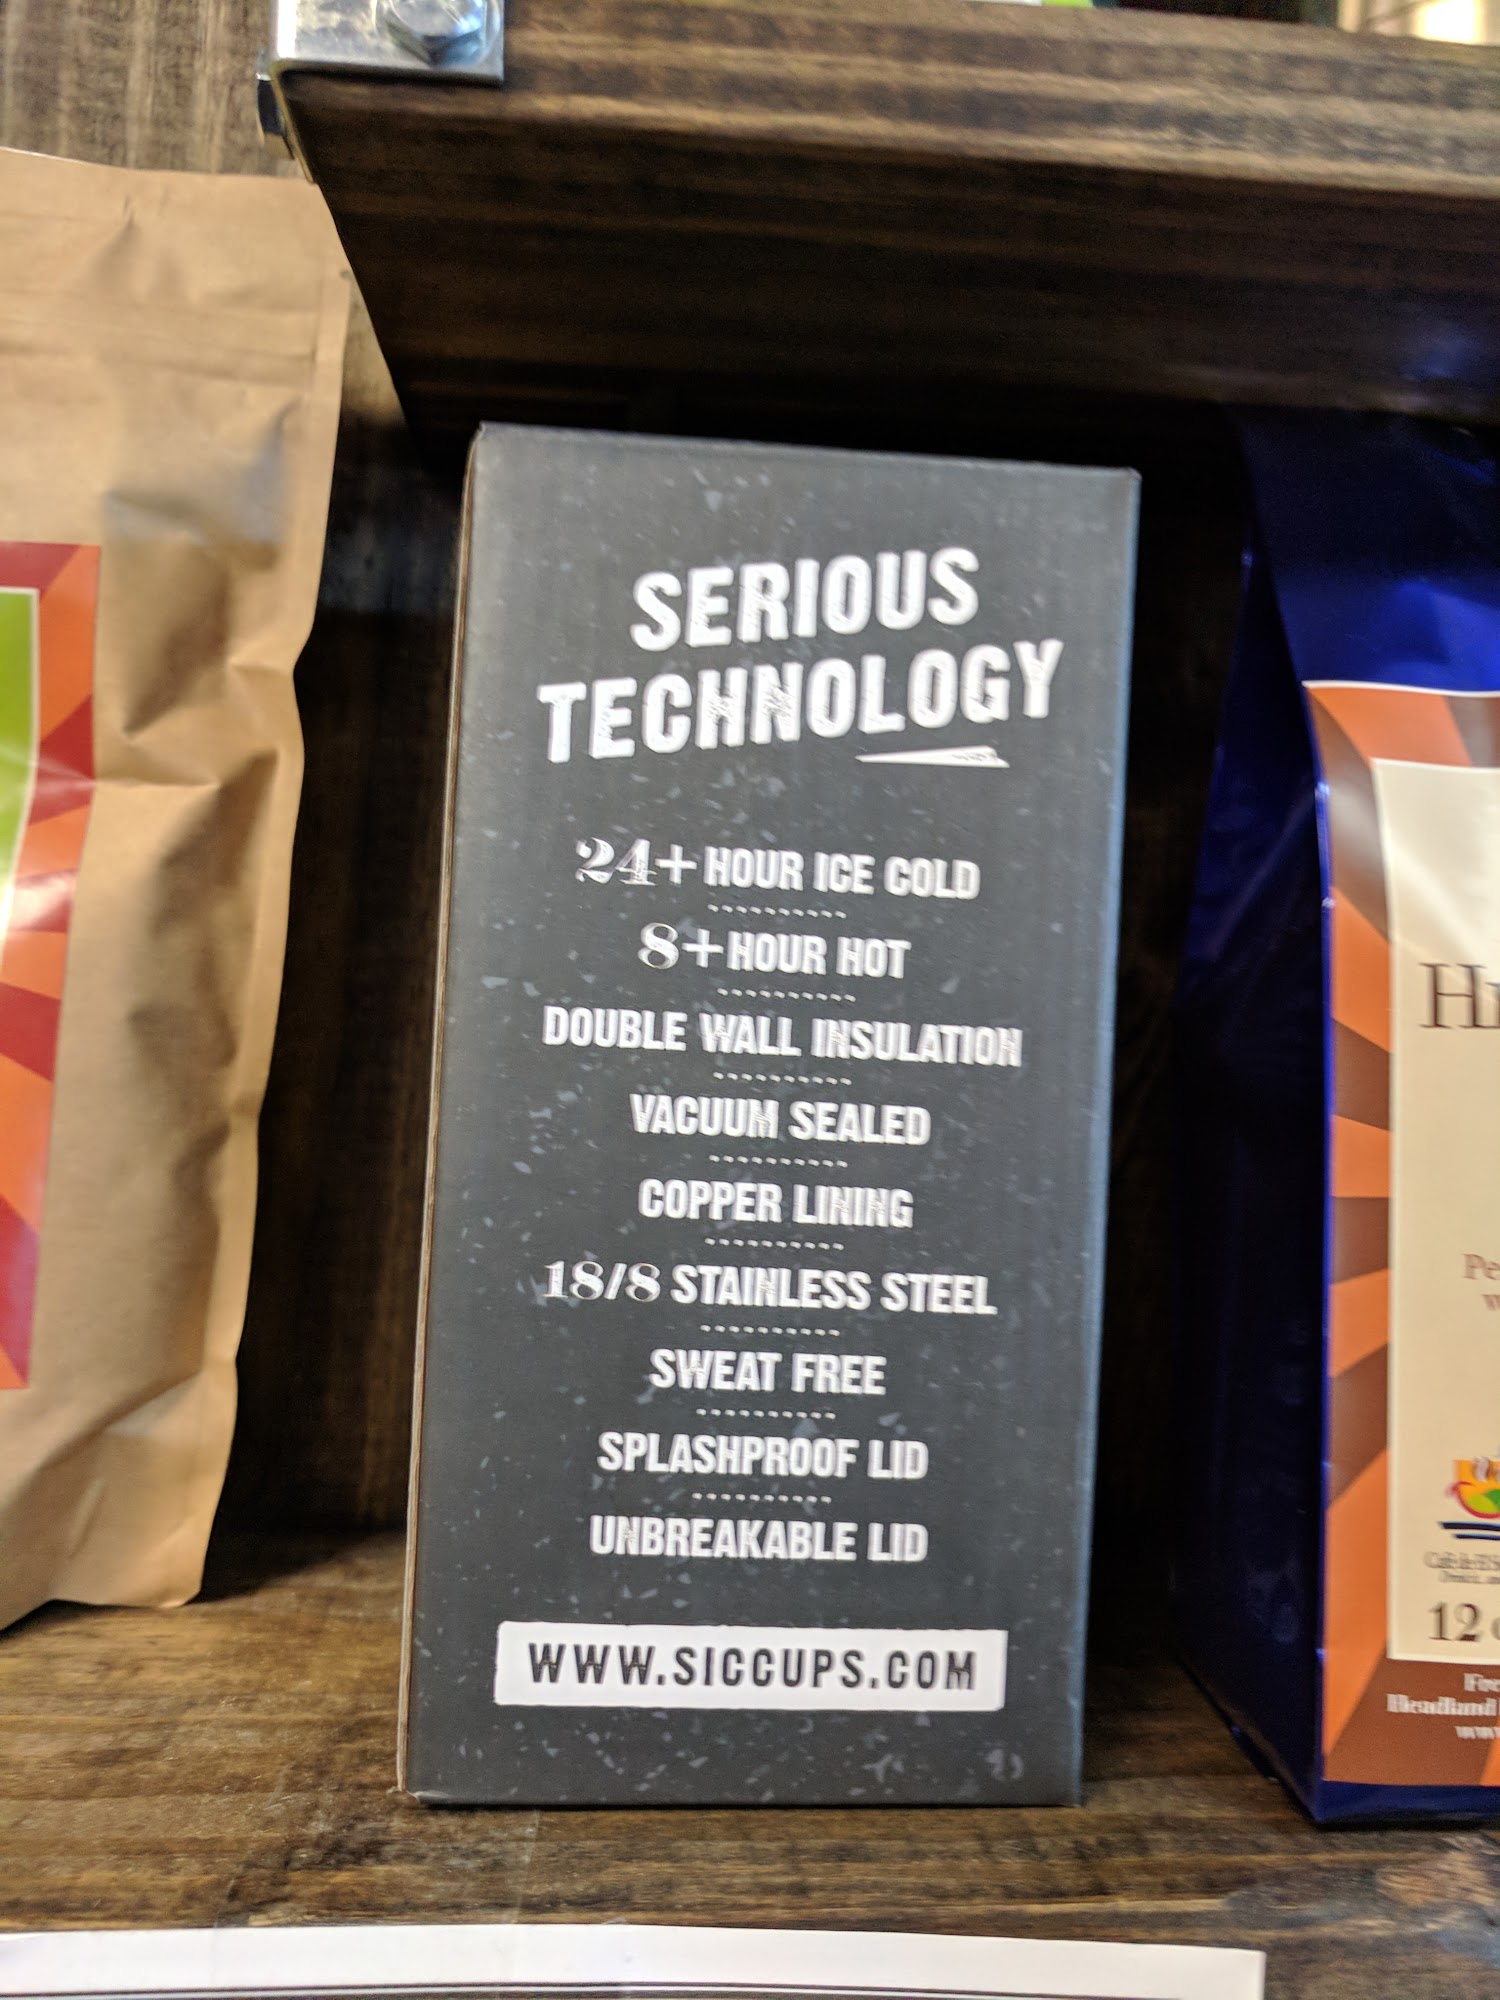 SERIOUS
TECHNOLOGY
24+ HOUR ICE COLD
8+ HOUR HOT
DOUBLE WALL INSULATION
VACUUM SEALED
COPPER LINING
18/8 STAINLESS STEEL
SWEAT FREE
SPLASHPROOF LID
UNBREAKABLE LID
WWW.SICCUPS.COM
12
Headland